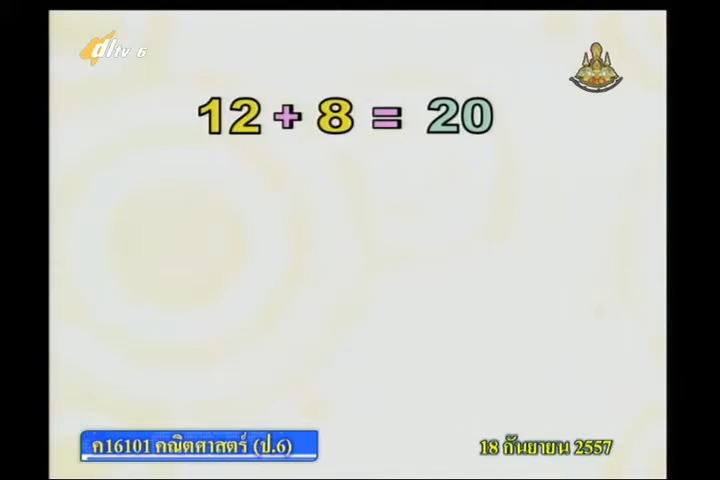 dltv 6
12 + 8 = 20
ค16101 คณิตศาสตร์ (ป.6)
18 กันยายน 2557